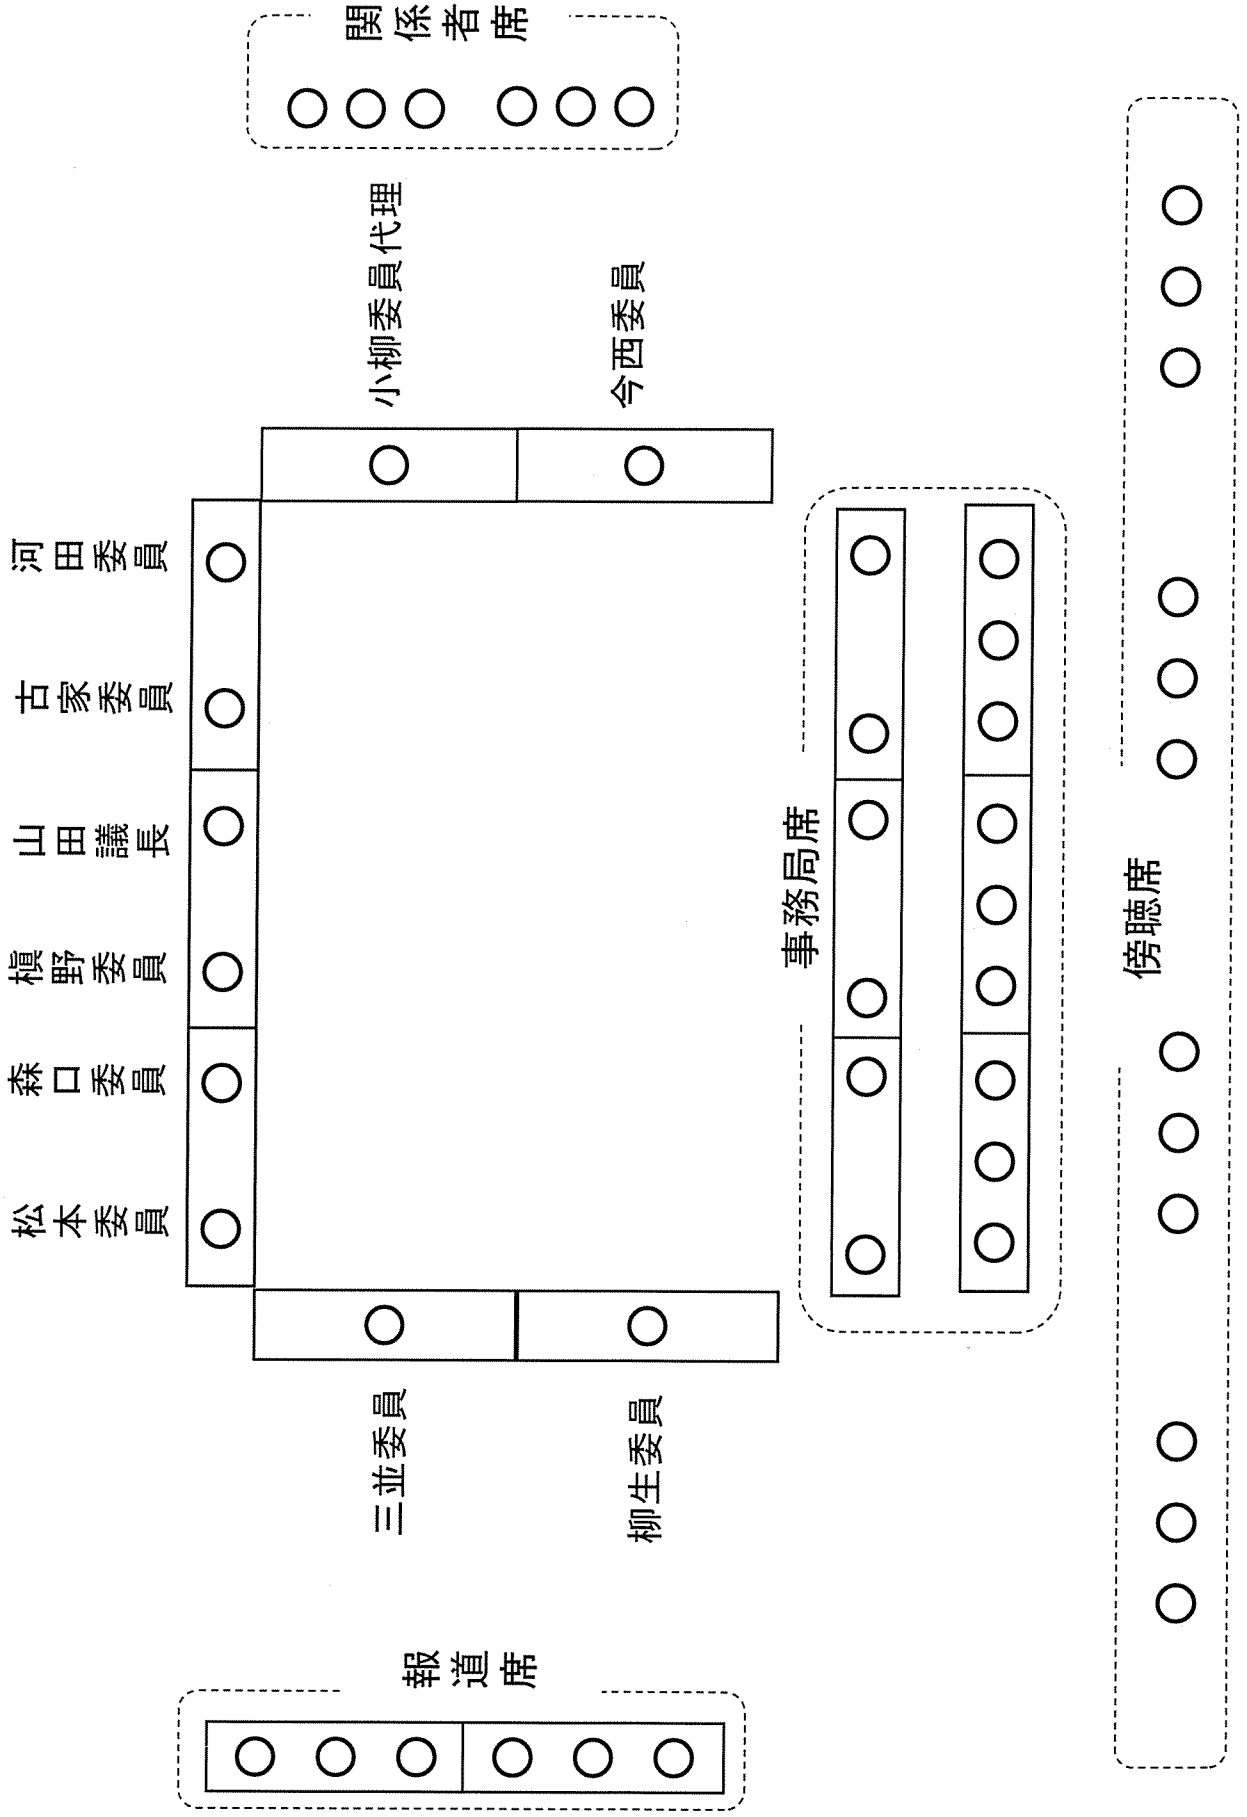 松本委員
森口委員
槇野委員
山田議長
古家委員
河田委員
三並委員
小柳委員代理
柳生委員
今西委員
報道席
関係者席
事務局席
傍聴席